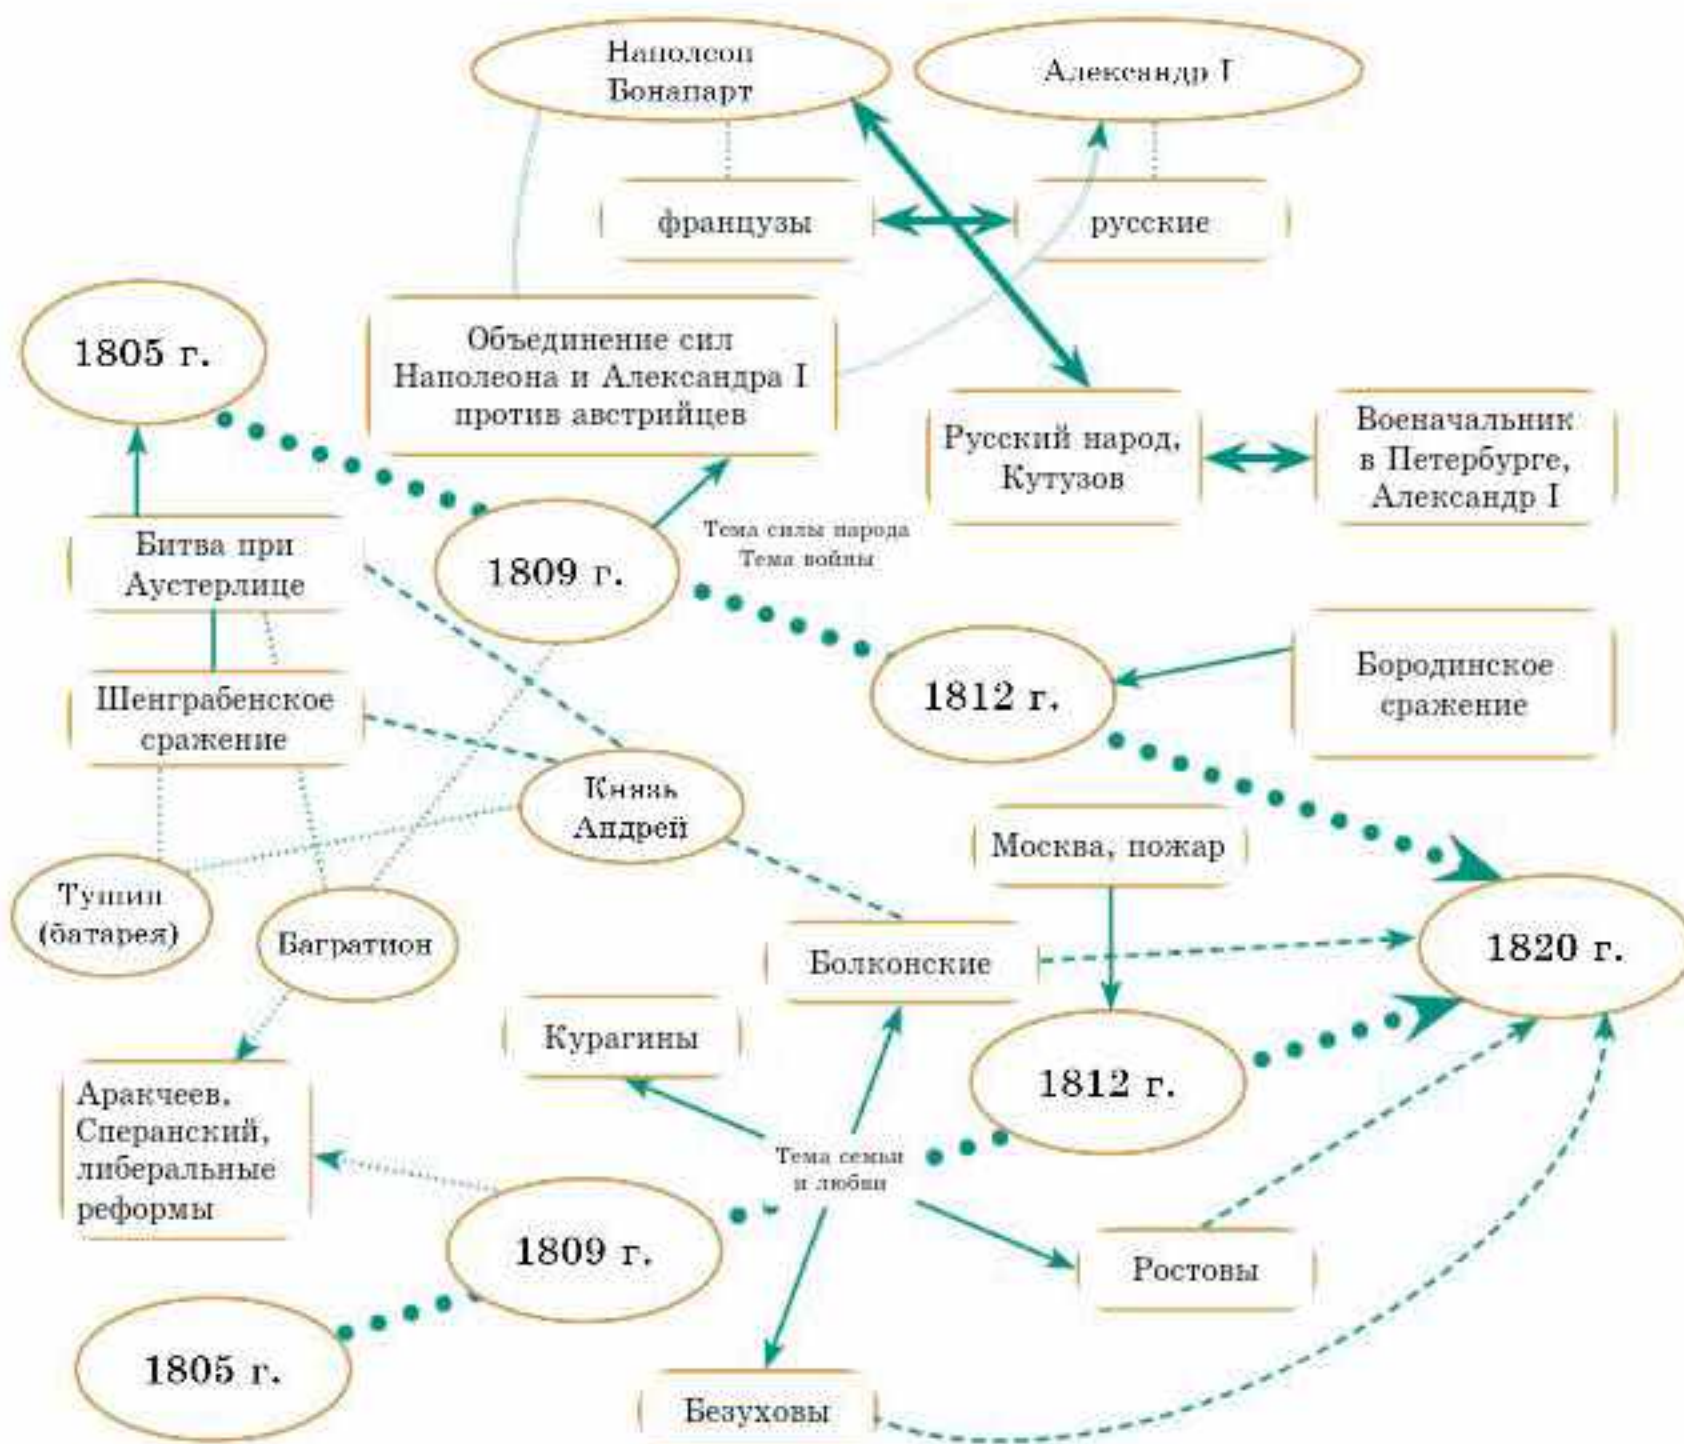 Наполеон
Бонапарт
Александр I
французы
русские
1805 г.
Объединение сил
Наполеона и Александра I
против австрийцев
Русский народ,
Кутузов
Военачальник
в Петербурге,
Александр I
Битва при
Аустерлице
1809 г.
Тема силы народа
Тема войны
1812 г.
Бородинское
сражение
Шенграбенское
сражение
Князь
Андрей
Москва, пожар
Тушин
(батарея)
Багратион
Болконские
1820 г.
Курагины
1812 г.
Аракчеев,
Сперанский,
либеральные
реформы
Тема семьи
и любви
1809 г.
Ростовы
1805 г.
Безуховы